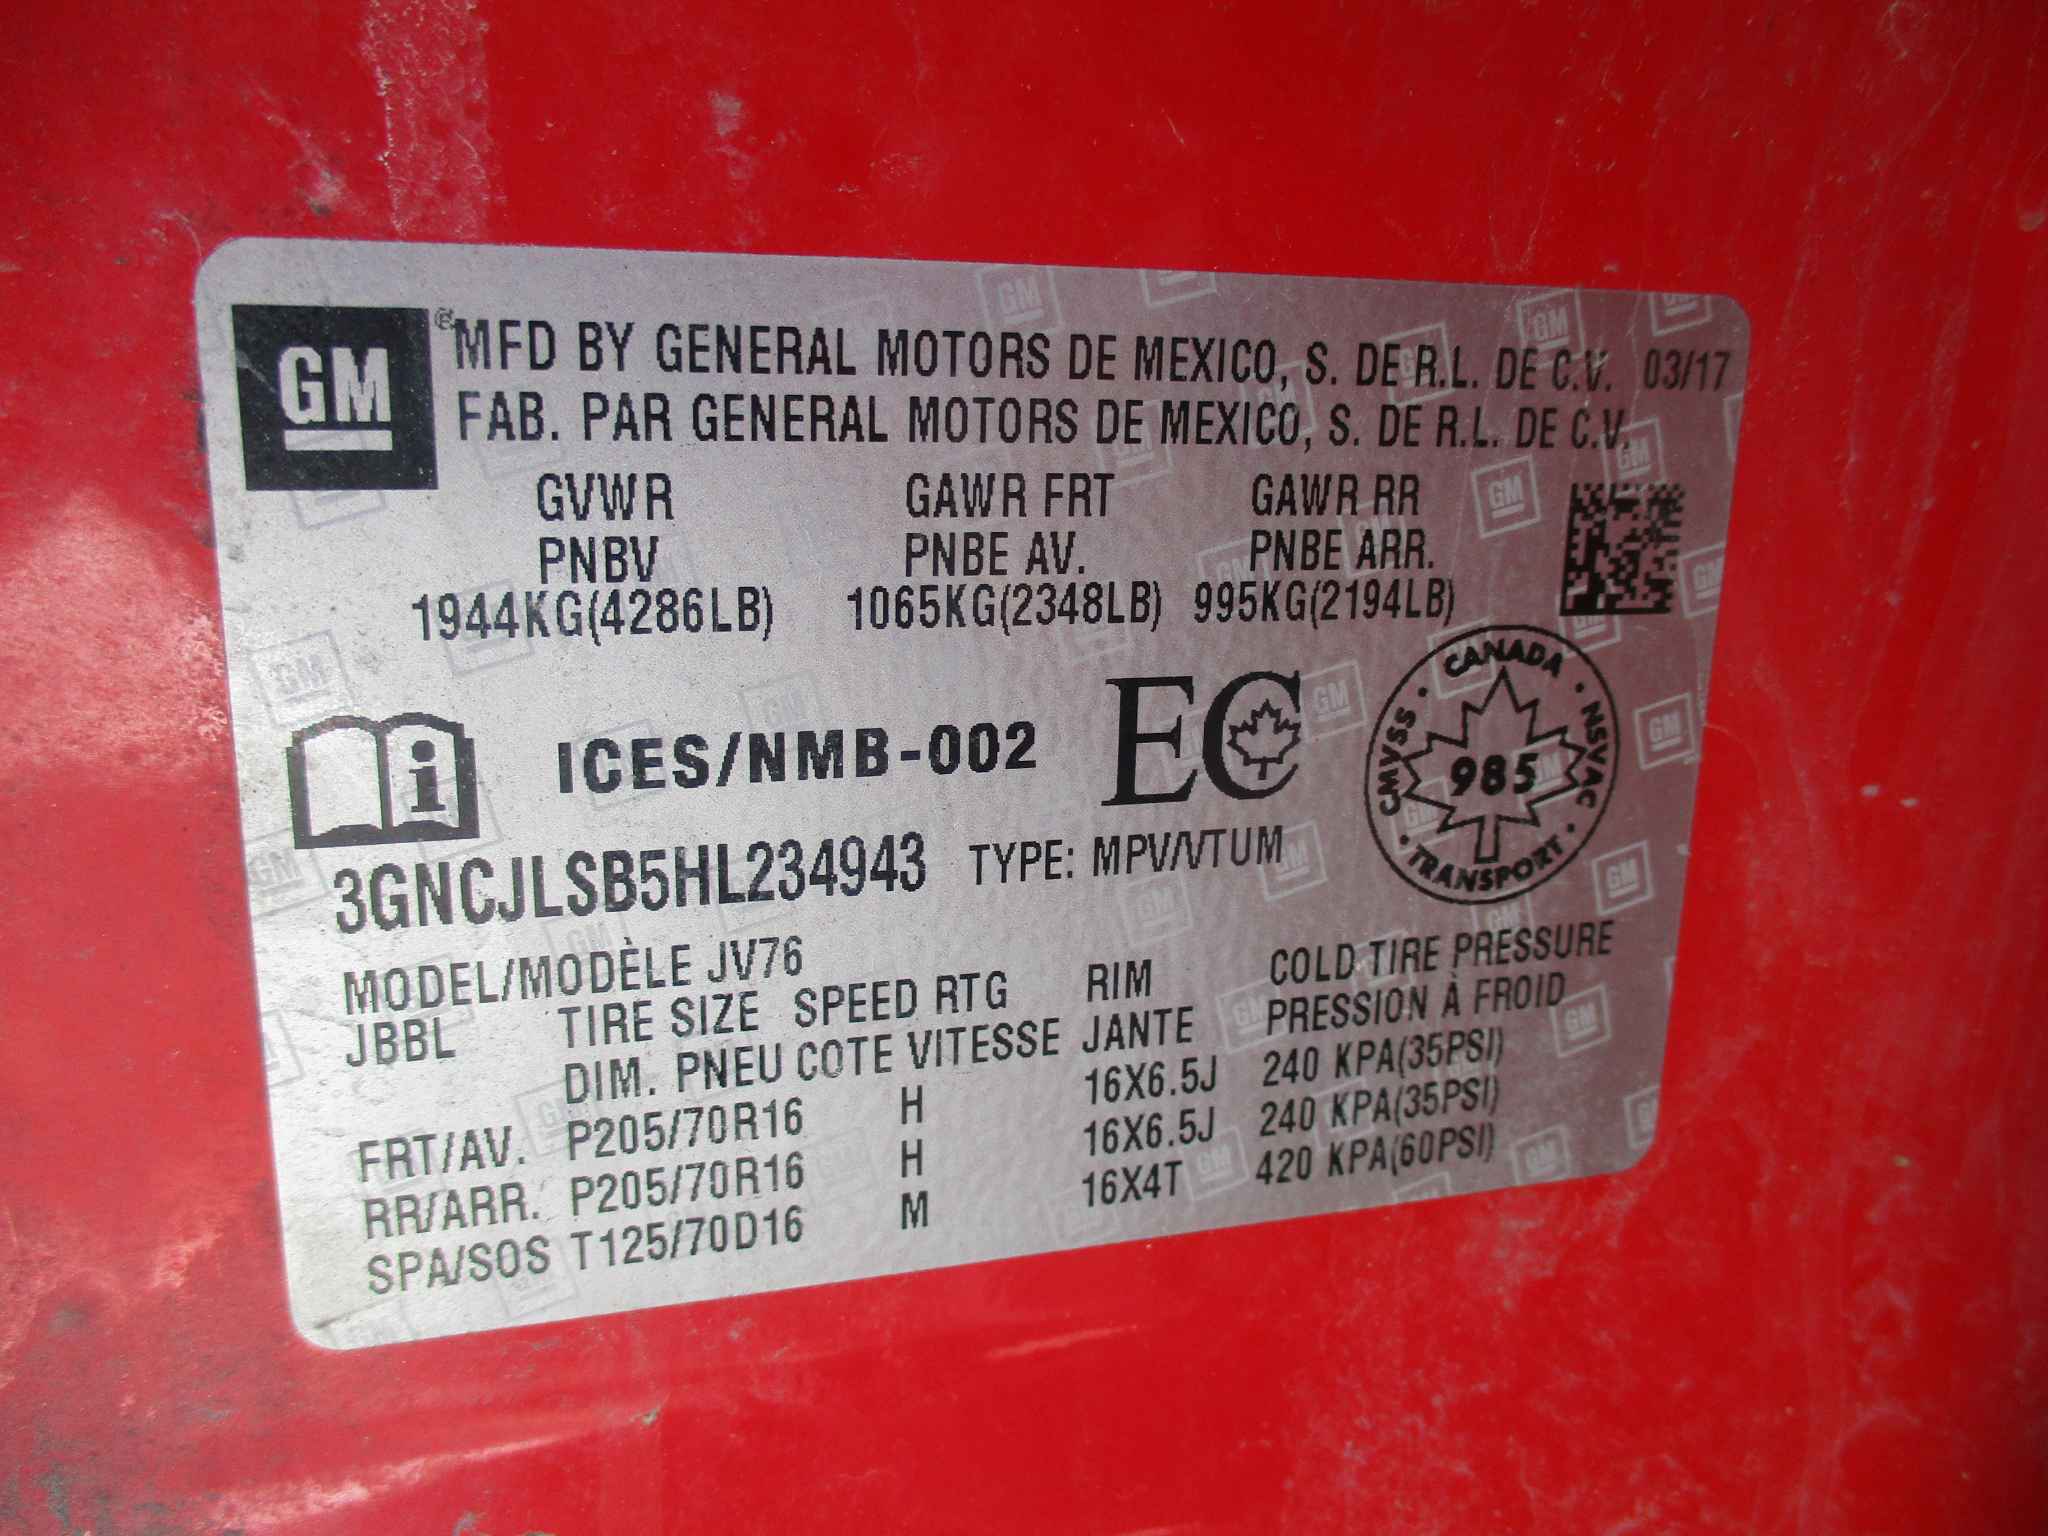 GM
MFD BY GENERAL MOTORS DE MEXICO, S. DE R.L. DE C.V. 03/17
FAB. PAR GENERAL MOTORS DE MEXICO, S. DE R.L. DE C.V.
GVWR GAWR FRT GAWR RR
PNBV PNBE AV. PNBE ARR.
1944KG(4286LB) 1065KG(2348LB) 995KG(2194LB)
i ICES/NMB-002 EC
CANADA
CMVSS · 985 · NSVAC
TRANSPORT
3GNCJLSB5HL234943 TYPE: MPV/VTUM
MODEL/MODÈLE JV76
JBBL TIRE SIZE SPEED RTG RIM COLD TIRE PRESSURE
DIM. PNEU COTE VITESSE JANTE PRESSION À FROID
FRT/AV. P205/70R16 H 16X6.5J 240 KPA(35PSI)
RR/ARR. P205/70R16 H 16X6.5J 240 KPA(35PSI)
SPA/SOS T125/70D16 M 16X4T 420 KPA(60PSI)